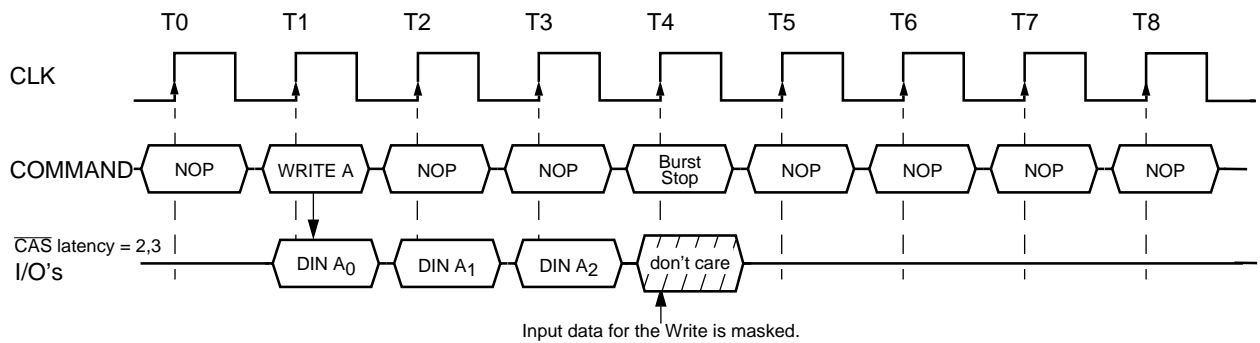 T0 T1 T2 T3 T4 T5 T6 T7 T8
CLK
COMMAND NOP WRITE A NOP NOP Burst Stop NOP NOP NOP NOP
CAS latency = 2,3
I/O's DIN A0 DIN A1 DIN A2 don't care
Input data for the Write is masked.